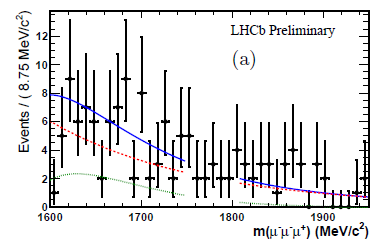 LHCb Preliminary
(a)
Events / (8.75 MeV/c²)
12
10
8
6
4
2
0
1600 1700 1800 1900
m(μ⁻μ⁻μ⁺) (MeV/c²)